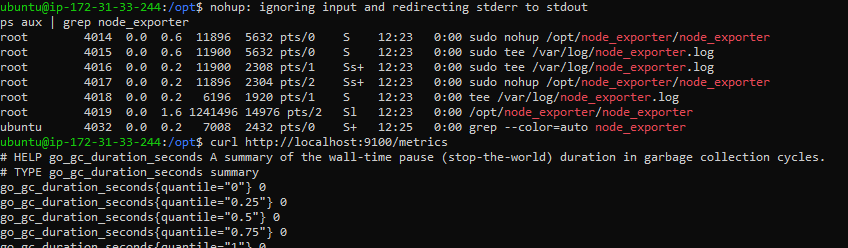 ubuntu@ip-172-31-33-244:/opt$ nohup: ignoring input and redirecting stderr to stdout
ps aux | grep node_exporter
root        4014  0.0  0.6  11896  5632 pts/0    S    12:23   0:00 sudo nohup /opt/node_exporter/node_exporter
root        4015  0.0  0.6  11900  5632 pts/0    S    12:23   0:00 sudo tee /var/log/node_exporter.log
root        4016  0.0  0.2  11900  2308 pts/1    Ss+  12:23   0:00 sudo tee /var/log/node_exporter.log
root        4017  0.0  0.2  11896  2304 pts/2    Ss+  12:23   0:00 sudo nohup /opt/node_exporter/node_exporter
root        4018  0.0  0.2   6196  1920 pts/1    S    12:23   0:00 tee /var/log/node_exporter.log
root        4019  0.0  1.6 1241496 14976 pts/2   Sl   12:23   0:00 /opt/node_exporter/node_exporter
ubuntu      4032  0.0  0.2   7008  2432 pts/0    S+   12:25   0:00 grep --color=auto node_exporter
ubuntu@ip-172-31-33-244:/opt$ curl http://localhost:9100/metrics
# HELP go_gc_duration_seconds A summary of the wall-time pause (stop-the-world) duration in garbage collection cycles.
# TYPE go_gc_duration_seconds summary
go_gc_duration_seconds{quantile="0"} 0
go_gc_duration_seconds{quantile="0.25"} 0
go_gc_duration_seconds{quantile="0.5"} 0
go_gc_duration_seconds{quantile="0.75"} 0
go_gc_duration_seconds{quantile="1"} 0